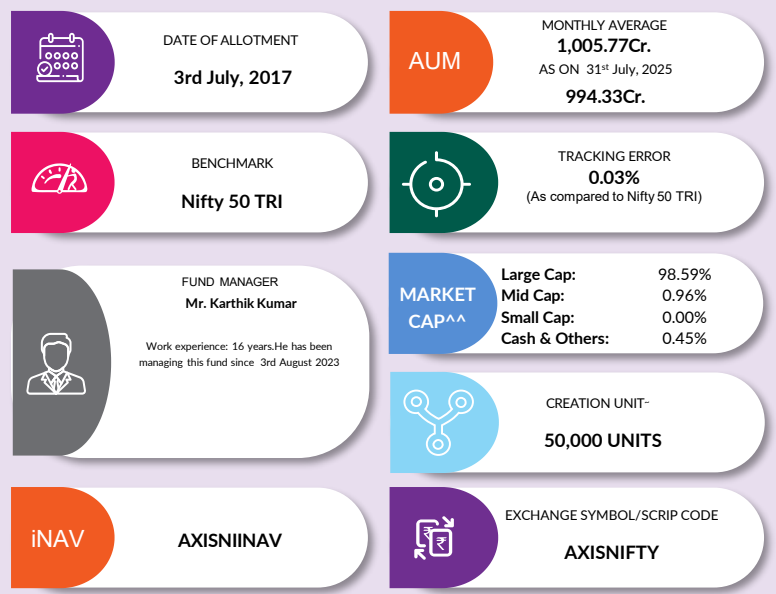 DATE OF ALLOTMENT
3rd July, 2017
AUM
MONTHLY AVERAGE
1,005.77Cr.
AS ON 31st July, 2025
994.33Cr.
BENCHMARK
Nifty 50 TRI
TRACKING ERROR
0.03%
(As compared to Nifty 50 TRI)
FUND MANAGER
Mr. Karthik Kumar
Work experience: 16 years.He has been
managing this fund since 3rd August 2023
MARKET
CAP^^
Large Cap: 98.59%
Mid Cap: 0.96%
Small Cap: 0.00%
Cash & Others: 0.45%
CREATION UNIT~
50,000 UNITS
iNAV
AXISNIINAV
₹
₹
EXCHANGE SYMBOL/SCRIP CODE
AXISNIFTY